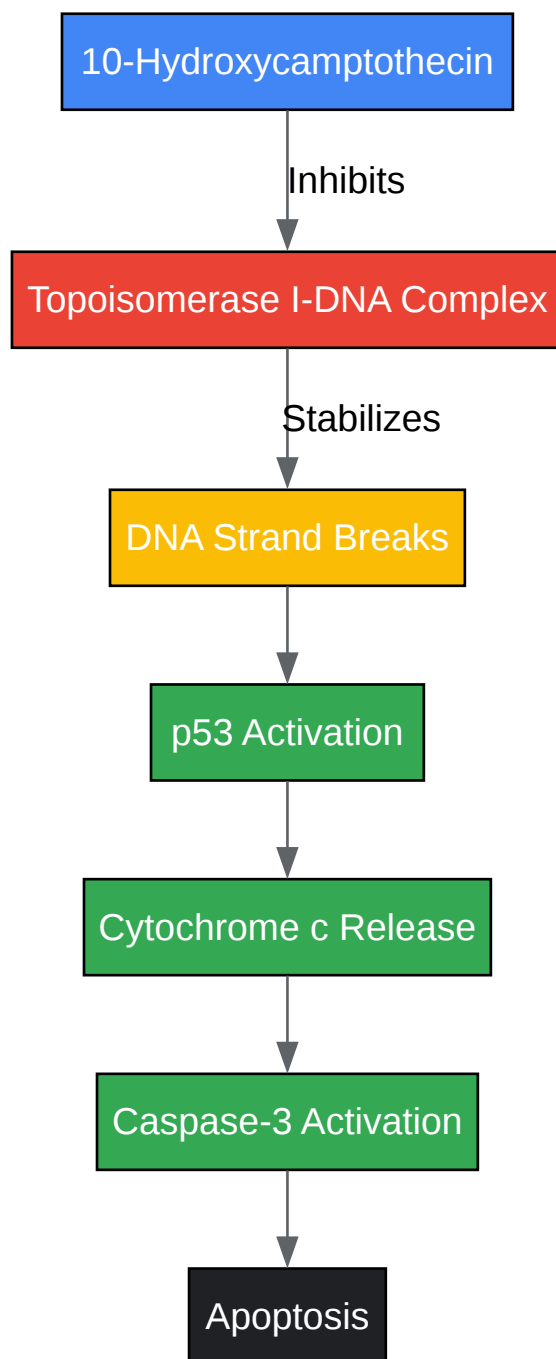 10-Hydroxycamptothecin
Inhibits
Topoisomerase I-DNA Complex
Stabilizes
DNA Strand Breaks
p53 Activation
Cytochrome c Release
Caspase-3 Activation
Apoptosis